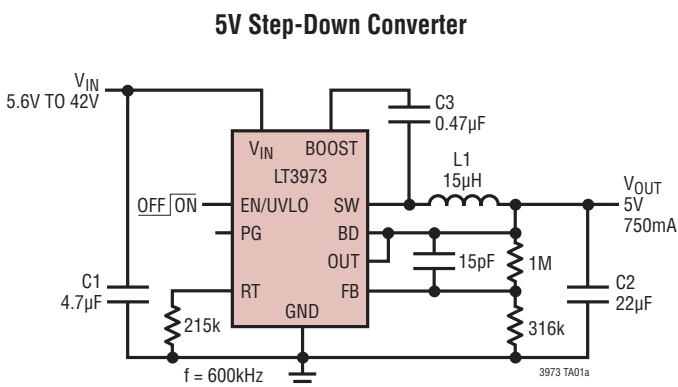 5V Step-Down Converter
VIN
5.6V TO 42V
C3
0.47µF
VIN
BOOST
LT3973
L1
15µH
VOUT
5V
750mA
OFF ON
EN/UVLO
SW
PG
BD
OUT
15pF
1M
C1
4.7µF
RT
FB
C2
22µF
GND
215k
316k
f = 600kHz
3973 TA01a